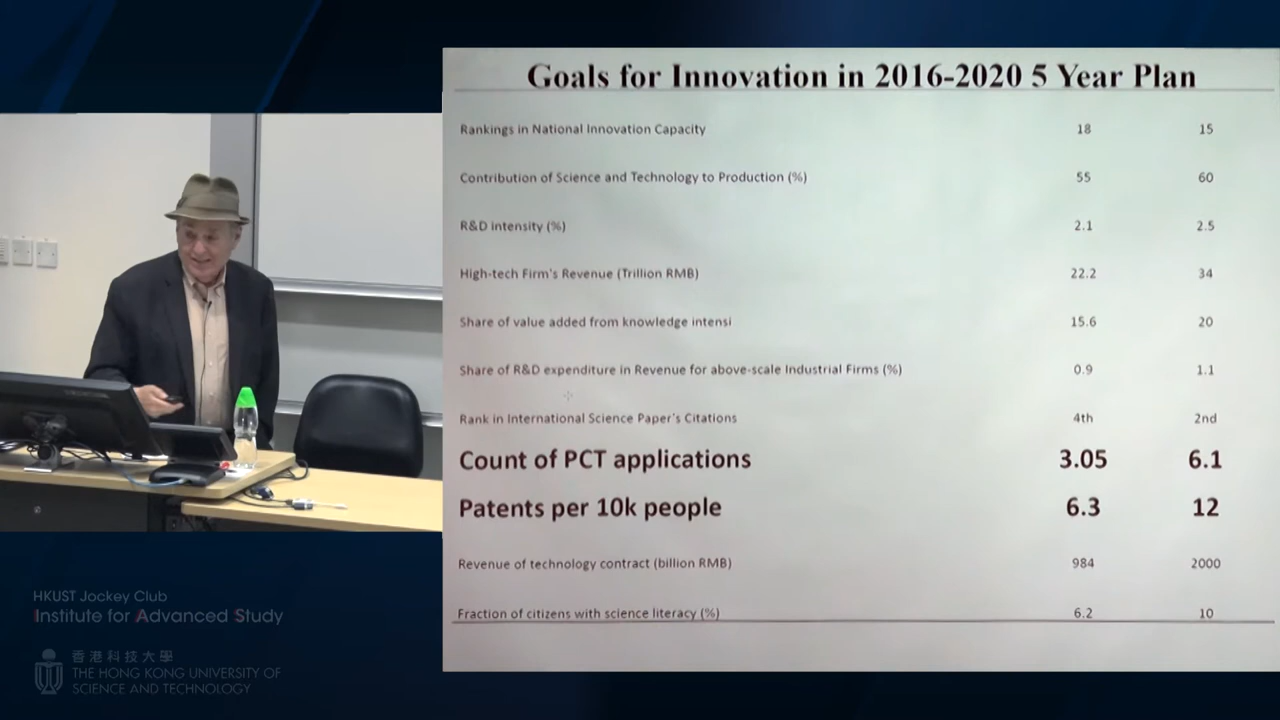 Goals for Innovation in 2016-2020 5 Year Plan
Rankings in National Innovation Capacity 18 15
Contribution of Science and Technology to Production (%) 55 60
R&D intensity (%) 2.1 2.5
High-tech Firm's Revenue (Trillion RMB) 22.2 34
Share of value added from knowledge intensi 15.6 20
Share of R&D expenditure in Revenue for above-scale Industrial Firms (%) 0.9 1.1
Rank in International Science Paper's Citations 4th 2nd
Count of PCT applications 3.05 6.1
Patents per 10k people 6.3 12
Revenue of technology contract (billion RMB) 984 2000
Fraction of citizens with science literacy (%) 6.2 10
HKUST Jockey Club
Institute for Advanced Study
香港科技大學
THE HONG KONG UNIVERSITY OF
SCIENCE AND TECHNOLOGY